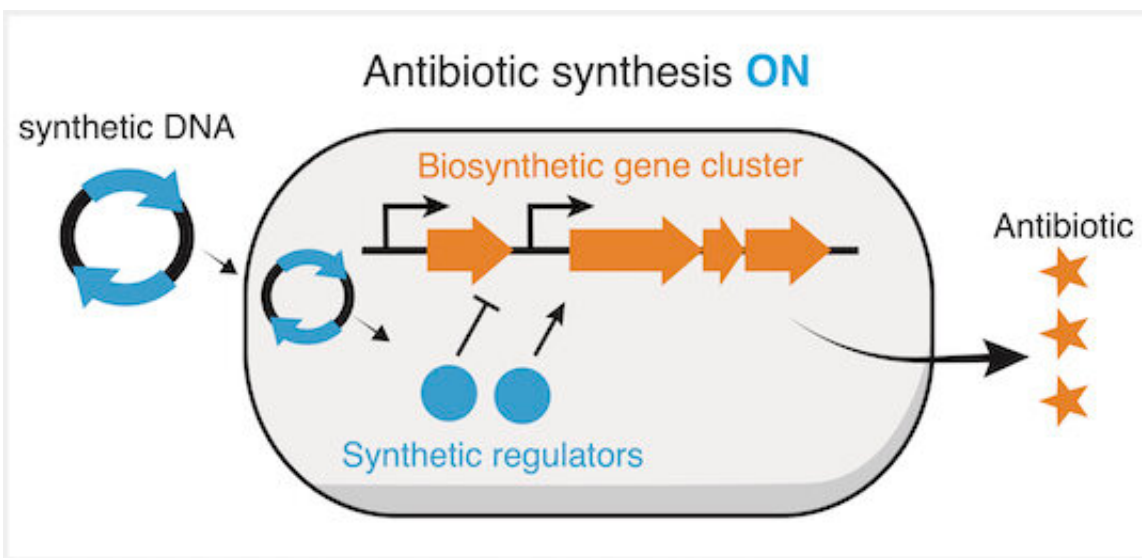 Antibiotic synthesis ON
synthetic DNA
Biosynthetic gene cluster
Antibiotic
Synthetic regulators